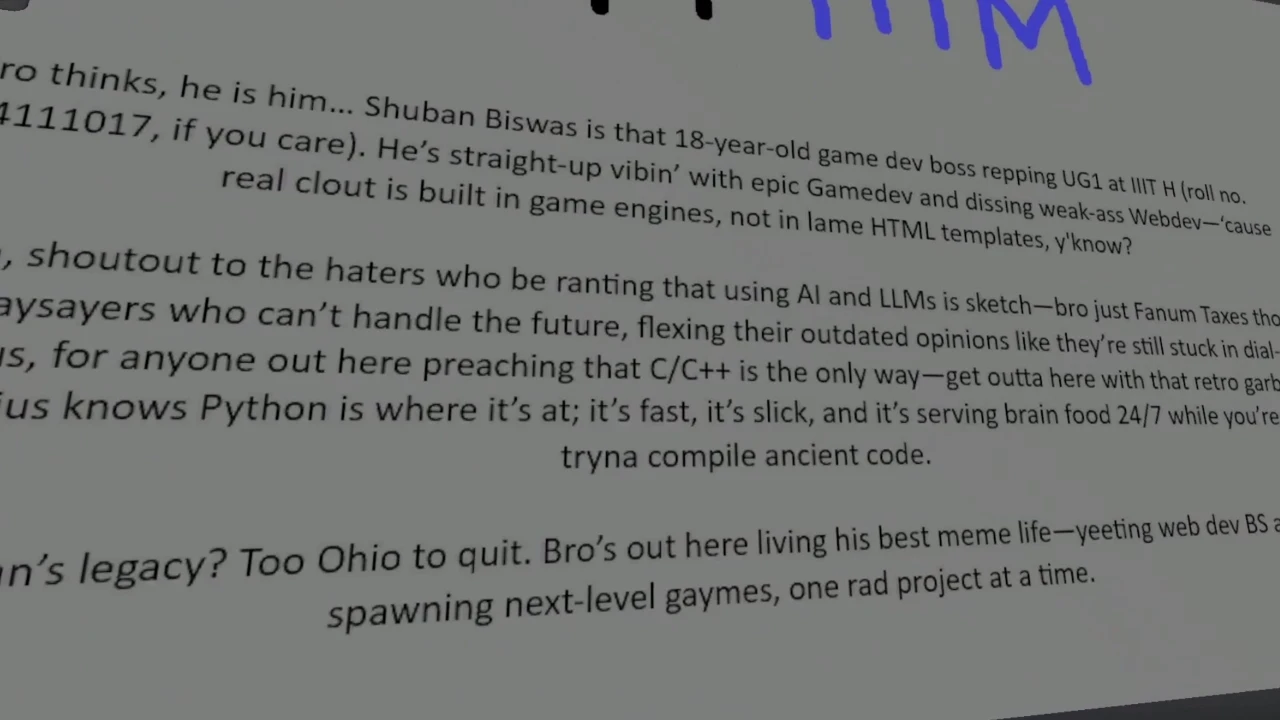 HIM
ro thinks, he is him... Shuban Biswas is that 18-year-old game dev boss repping UG1 at IIIT H (roll no.
4111017, if you care). He's straight-up vibin' with epic Gamedev and dissing weak-ass Webdev—‘cause
real clout is built in game engines, not in lame HTML templates, y'know?
, shoutout to the haters who be ranting that using AI and LLMs is sketch—bro just Fanum Taxes tho
aysayers who can’t handle the future, flexing their outdated opinions like they’re still stuck in dial-
us, for anyone out here preaching that C/C++ is the only way—get outta here with that retro garb
ius knows Python is where it’s at; it’s fast, it’s slick, and it’s serving brain food 24/7 while you’re
tryna compile ancient code.
n’s legacy? Too Ohio to quit. Bro’s out here living his best meme life—yeeting web dev BS a
spawning next-level gaymes, one rad project at a time.